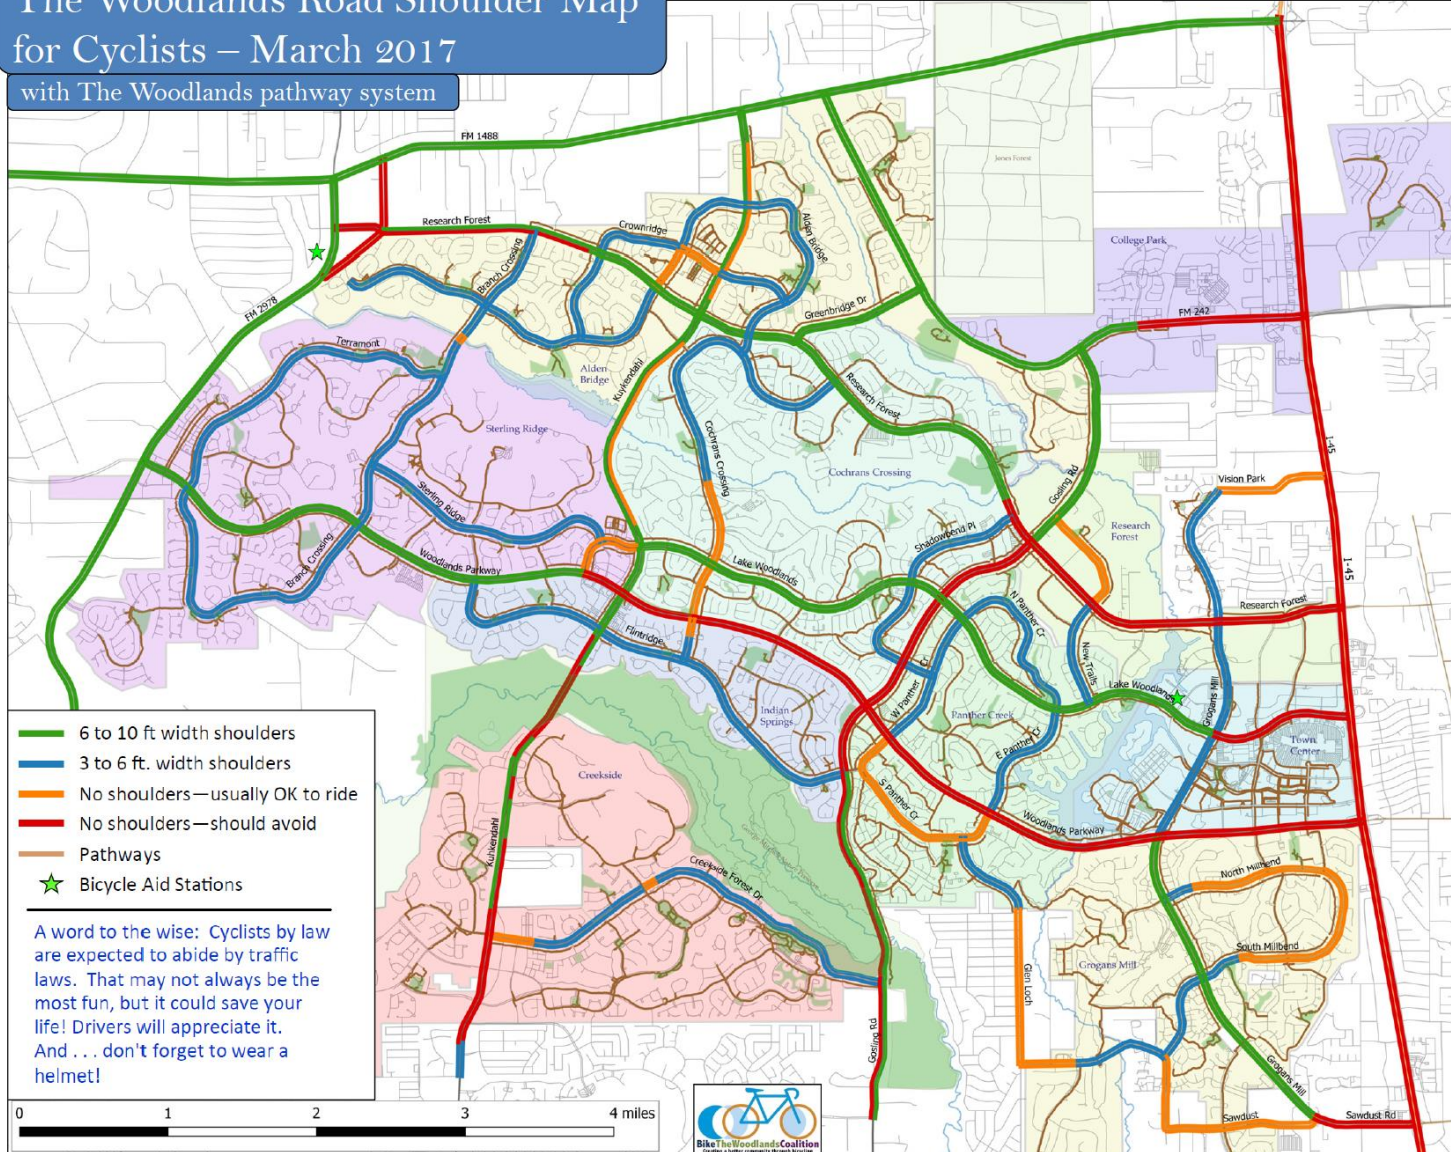 The Woodlands Road Shoulder Map
for Cyclists – March 2017
with The Woodlands pathway system
FM 1488
Jones Forest
Research Forest
Crownridge
Alden Bridge
College Park
Branch Crossing
FM 2978
Greenbridge Dr
FM 242
Terramont
Alden
Bridge
Kuykendahl
Research Forest
Sterling Ridge
Cochrans Crossing
Cochrans Crossing
I-45
Gosling Rd
Vision Park
Sterling Ridge
Shadowbend Pl
Research
Forest
Branch Crossing
Woodlands Parkway
Lake Woodlands
I-45
N Panther Cr
Research Forest
Flintridge
New Trails
W Panther Cr
Lake Woodlands
Grogans Mill
Indian
Springs
Panther Creek
E Panther Cr
Town
Center
6 to 10 ft width shoulders
3 to 6 ft. width shoulders
No shoulders—usually OK to ride
No shoulders—should avoid
Pathways
Bicycle Aid Stations
Creekside
S Panther Cr
Woodlands Parkway
Kuhkendahl
Creekside Forest Dr
North Millbend
South Millbend
Glen Loch
Grogans Mill
A word to the wise: Cyclists by law
are expected to abide by traffic
laws. That may not always be the
most fun, but it could save your
life! Drivers will appreciate it.
And . . . don't forget to wear a
helmet!
Gosling Rd
Grogans Mill
Sawdust
Sawdust Rd
0 1 2 3 4 miles
BikeTheWoodlandsCoalition
Creating a better community through bicycling